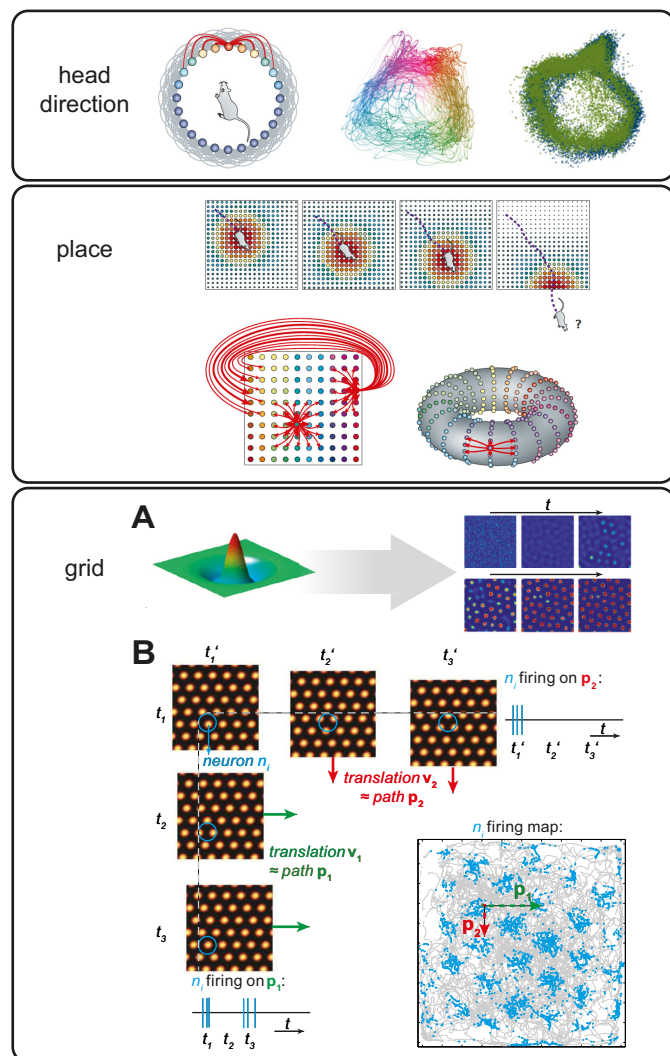 head
direction
place
?
A
t
grid
B
t₁‘
t₂‘
t₃‘
nᵢ firing on p₂:
t₁
t
t₁‘ t₂‘ t₃‘
neuron nᵢ
translation v₂
≈ path p₂
t₂
translation v₁
≈ path p₁
nᵢ firing map:
p₁
p₂
t₃
nᵢ firing on p₁:
t
t₁ t₂ t₃